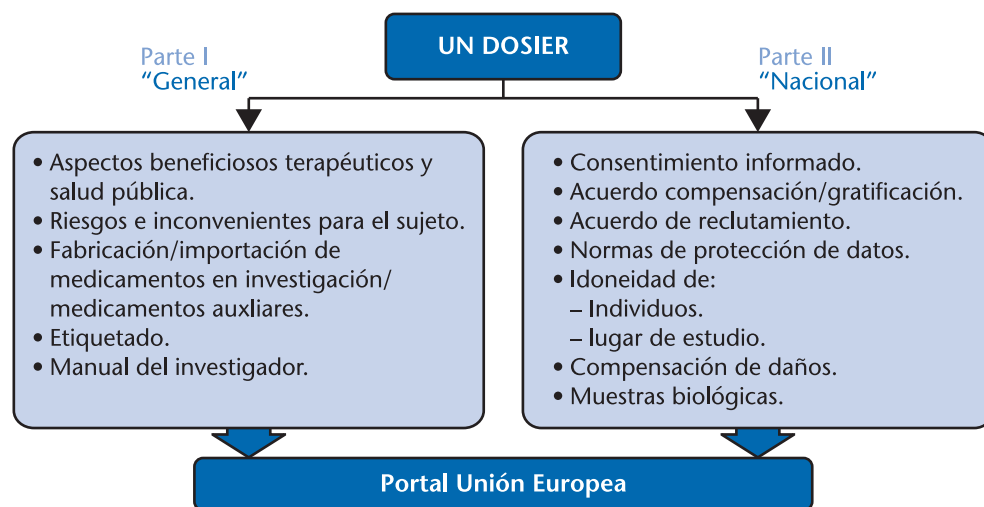 UN DOSIER
Parte I
“General”
• Aspectos beneficiosos terapéuticos y
salud pública.
• Riesgos e inconvenientes para el sujeto.
• Fabricación/importación de
medicamentos en investigación/
medicamentos auxliares.
• Etiquetado.
• Manual del investigador.
Parte II
“Nacional”
• Consentimiento informado.
• Acuerdo compensación/gratificación.
• Acuerdo de reclutamiento.
• Normas de protección de datos.
• Idoneidad de:
– Individuos.
– lugar de estudio.
• Compensación de daños.
• Muestras biológicas.
Portal Unión Europea